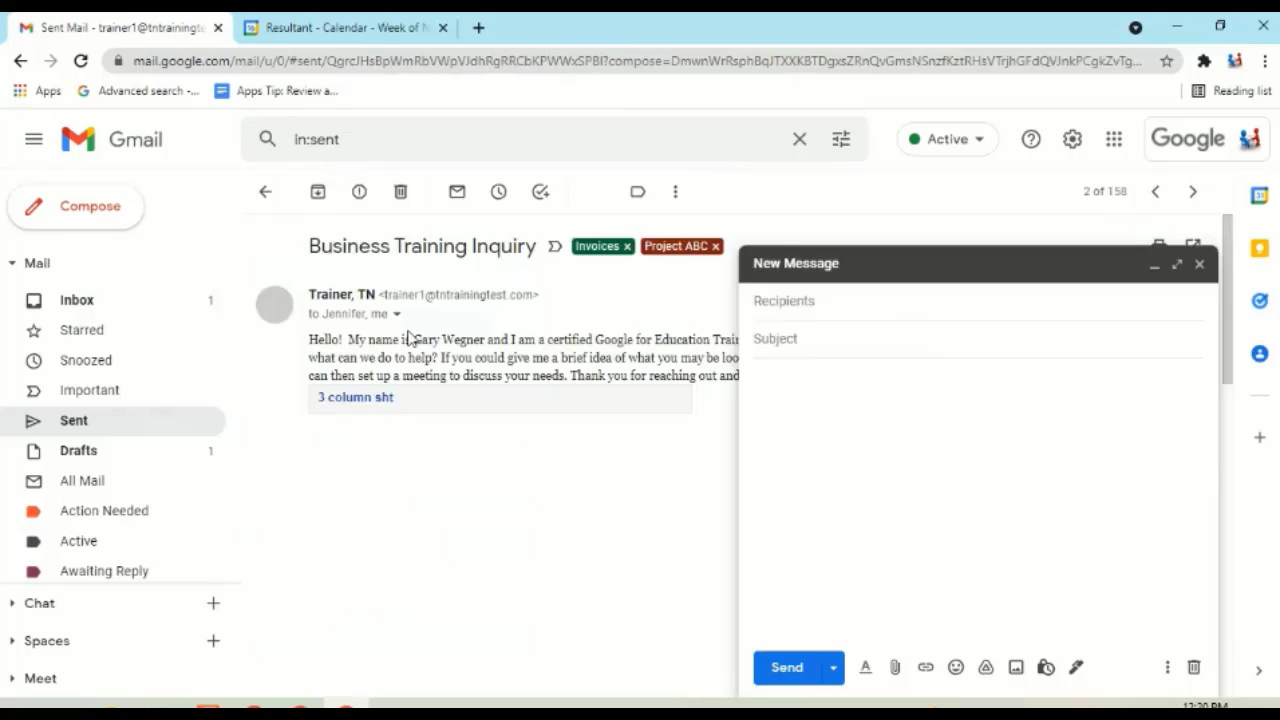 Sent Mail - trainer1@tntrainingte
Resultant - Calendar - Week of N
mail.google.com/mail/u/0/#sent/
Apps
Advanced search -...
Apps Tip: Review a...
Reading list
Gmail
in:sent
Active
Google
Compose
2 of 158
Mail
Business Training Inquiry
Invoices x
Project ABC x
New Message
Inbox
1
Trainer, TN <trainer1@tntrainingtest.com>
to Jennifer, me
Recipients
Starred
Hello! My name is Gary Wegner and I am a certified Google for Education Trai
what can we do to help? If you could give me a brief idea of what you may be loo
can then set up a meeting to discuss your needs. Thank you for reaching out and
Subject
Snoozed
Important
3 column sht
Sent
Drafts
1
All Mail
Action Needed
Active
Awaiting Reply
Chat
Spaces
Meet
Send